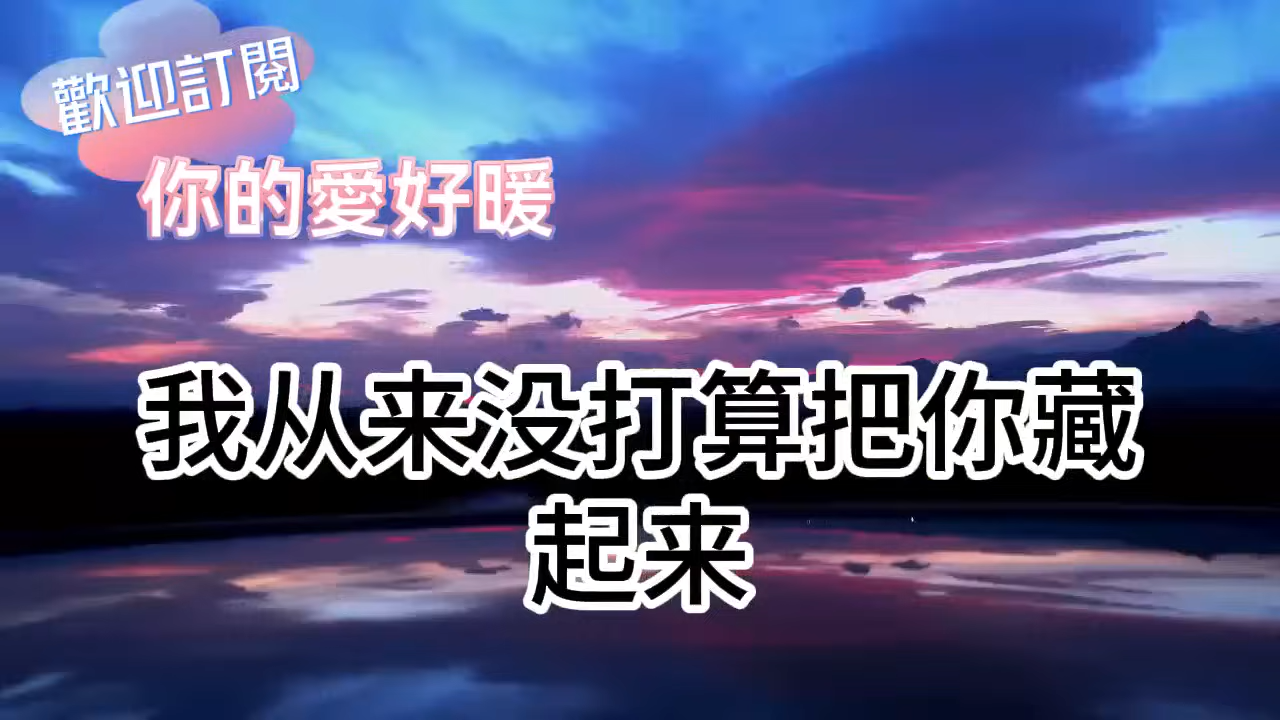 歡迎訂閱
你的愛好暖
我从来没打算把你藏
起来